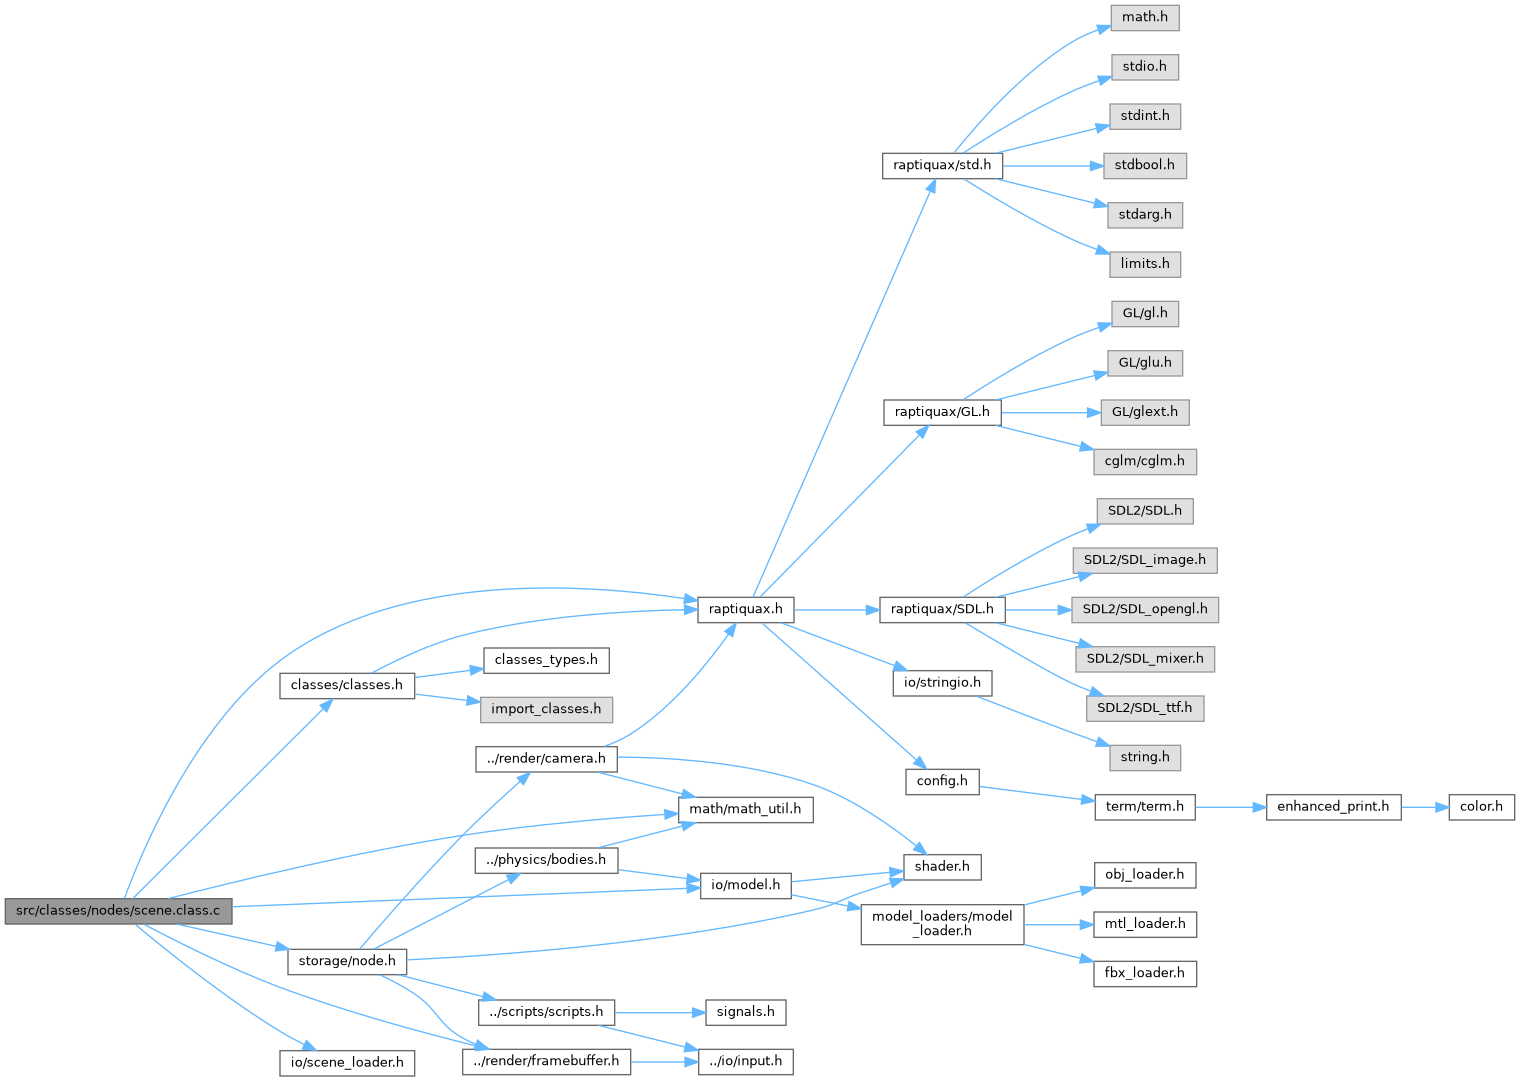 math.h
stdio.h
stdint.h
raptiquax/std.h
stdbool.h
stdarg.h
limits.h
GL/gl.h
GL/glu.h
raptiquax/GL.h
GL/glext.h
cglm/cglm.h
SDL2/SDL.h
SDL2/SDL_image.h
raptiquax.h
raptiquax/SDL.h
SDL2/SDL_opengl.h
classes_types.h
SDL2/SDL_mixer.h
classes/classes.h
io/stringio.h
import_classes.h
SDL2/SDL_ttf.h
../render/camera.h
string.h
config.h
math/math_util.h
term/term.h
enhanced_print.h
color.h
../physics/bodies.h
shader.h
obj_loader.h
io/model.h
src/classes/nodes/scene.class.c
model_loaders/model
_loader.h
mtl_loader.h
storage/node.h
fbx_loader.h
../scripts/scripts.h
signals.h
io/scene_loader.h
../render/framebuffer.h
../io/input.h